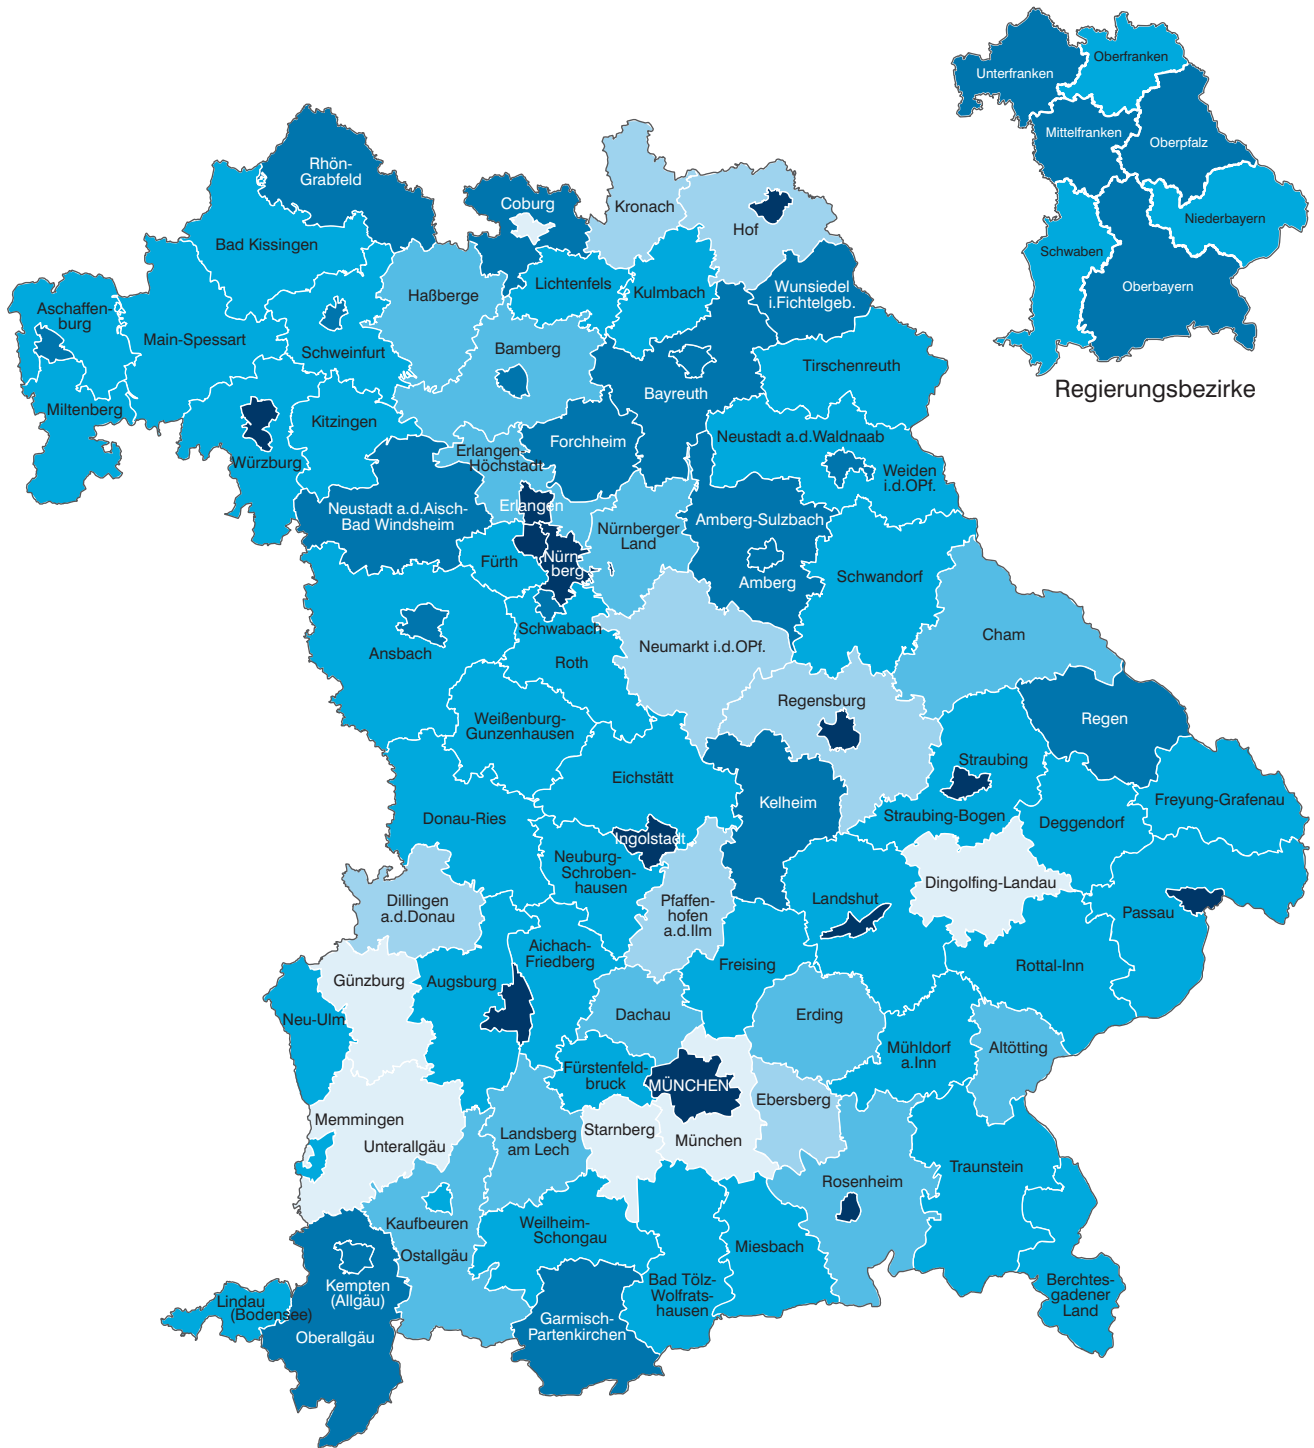 Oberfranken
Unterfranken
Mittelfranken
Oberpfalz
Niederbayern
Schwaben
Oberbayern
Regierungsbezirke
Rhön-
Grabfeld
Coburg
Kronach
Hof
Bad Kissingen
Lichtenfels
Kulmbach
Wunsiedel
i.Fichtelgeb.
Haßberge
Aschaffen-
burg
Main-Spessart
Schweinfurt
Bamberg
Bayreuth
Tirschenreuth
Miltenberg
Kitzingen
Würzburg
Forchheim
Neustadt a.d.Waldnaab
Weiden
i.d.OPf.
Erlangen-
Höchstadt
Neustadt a.d.Aisch-
Bad Windsheim
Erlangen
Nürnberger
Land
Amberg-Sulzbach
Amberg
Fürth
Nürn-
berg
Schwandorf
Schwabach
Ansbach
Roth
Neumarkt i.d.OPf.
Cham
Regensburg
Regen
Weißenburg-
Gunzenhausen
Straubing
Eichstätt
Kelheim
Freyung-Grafenau
Donau-Ries
Straubing-Bogen
Deggendorf
Ingolstadt
Neuburg-
Schroben-
hausen
Dingolfing-Landau
Dillingen
a.d.Donau
Pfaffen-
hofen
a.d.Ilm
Landshut
Passau
Aichach-
Friedberg
Freising
Rottal-Inn
Günzburg
Augsburg
Neu-Ulm
Dachau
Erding
Mühldorf
a.Inn
Altötting
Fürstenfeld-
bruck
MÜNCHEN
Ebersberg
Memmingen
Unterallgäu
Landsberg
am Lech
Starnberg
München
Traunstein
Rosenheim
Kaufbeuren
Ostallgäu
Weilheim-
Schongau
Miesbach
Kempten
(Allgäu)
Bad Tölz-
Wolfrats-
hausen
Berchtes-
gadener
Land
Lindau
(Bodensee)
Oberallgäu
Garmisch-
Partenkirchen